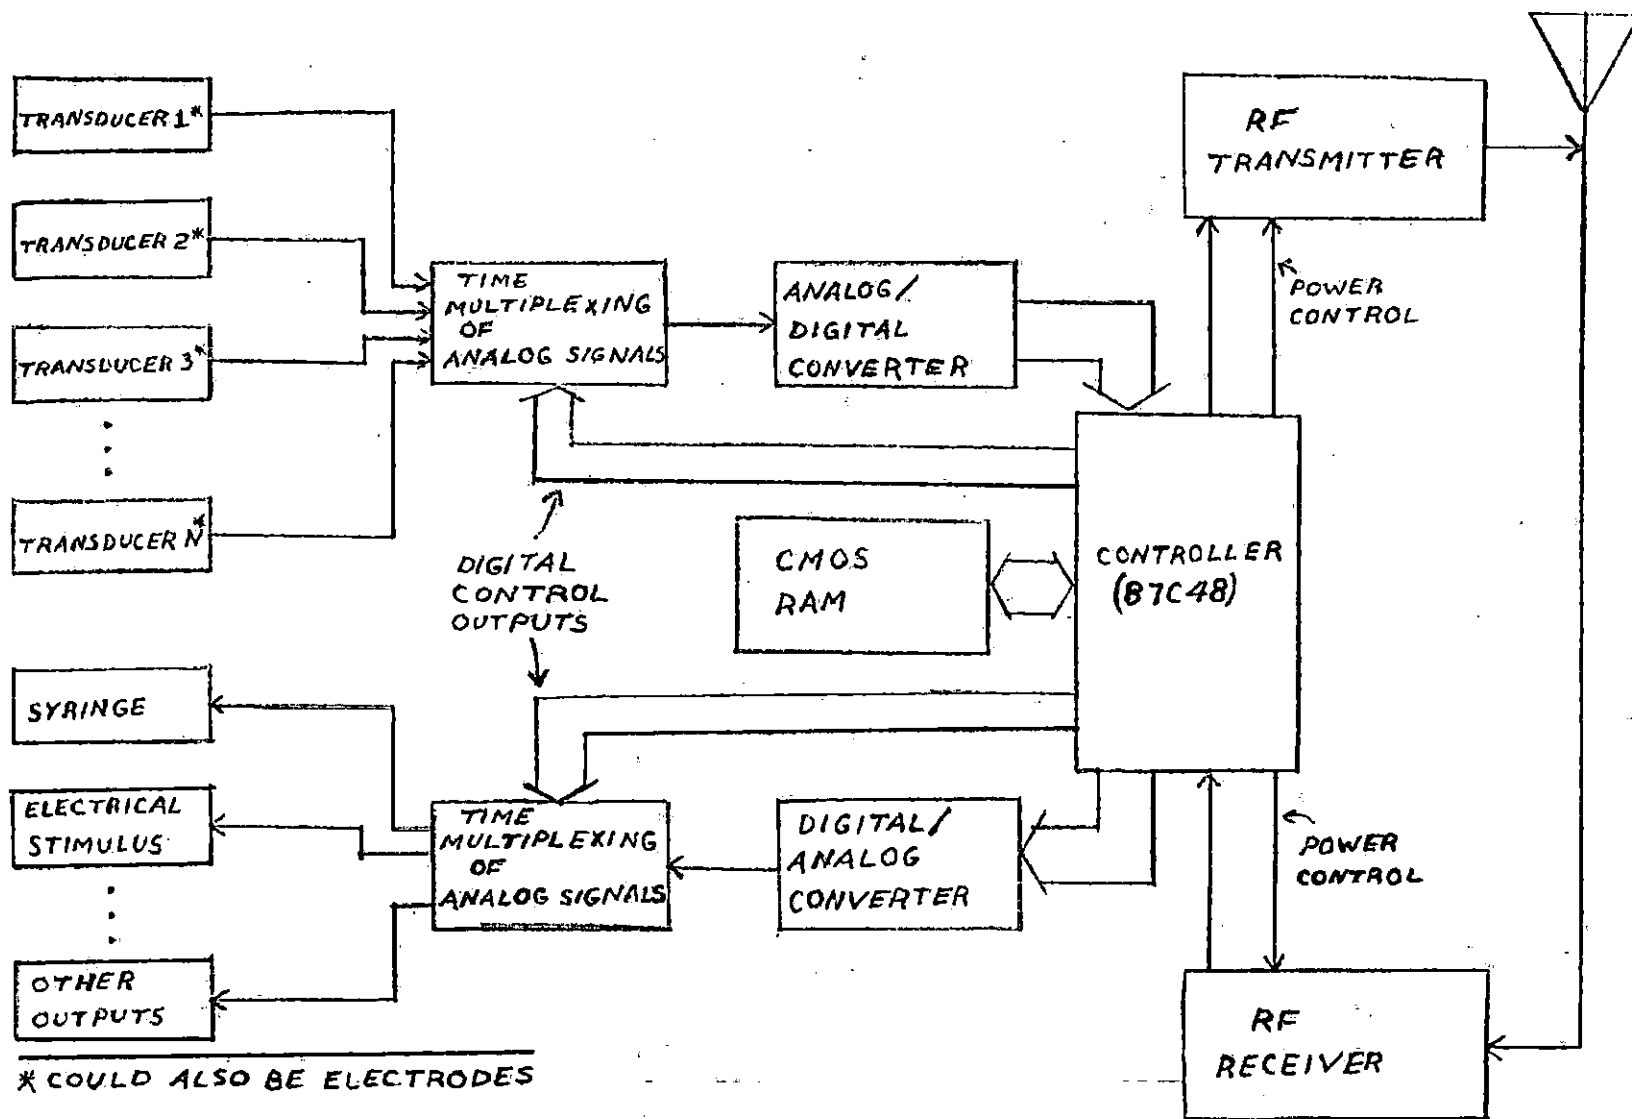 TRANSDUCER 1*
TRANSDUCER 2*
TRANSDUCER 3*
TRANSDUCER N*
TIME
MULTIPLEXING
OF
ANALOG SIGNALS
ANALOG/
DIGITAL
CONVERTER
RF
TRANSMITTER
POWER
CONTROL
DIGITAL
CONTROL
OUTPUTS
CMOS
RAM
CONTROLLER
(87C48)
SYRINGE
ELECTRICAL
STIMULUS
OTHER
OUTPUTS
TIME
MULTIPLEXING
OF
ANALOG SIGNALS
DIGITAL/
ANALOG
CONVERTER
POWER
CONTROL
RF
RECEIVER
* COULD ALSO BE ELECTRODES